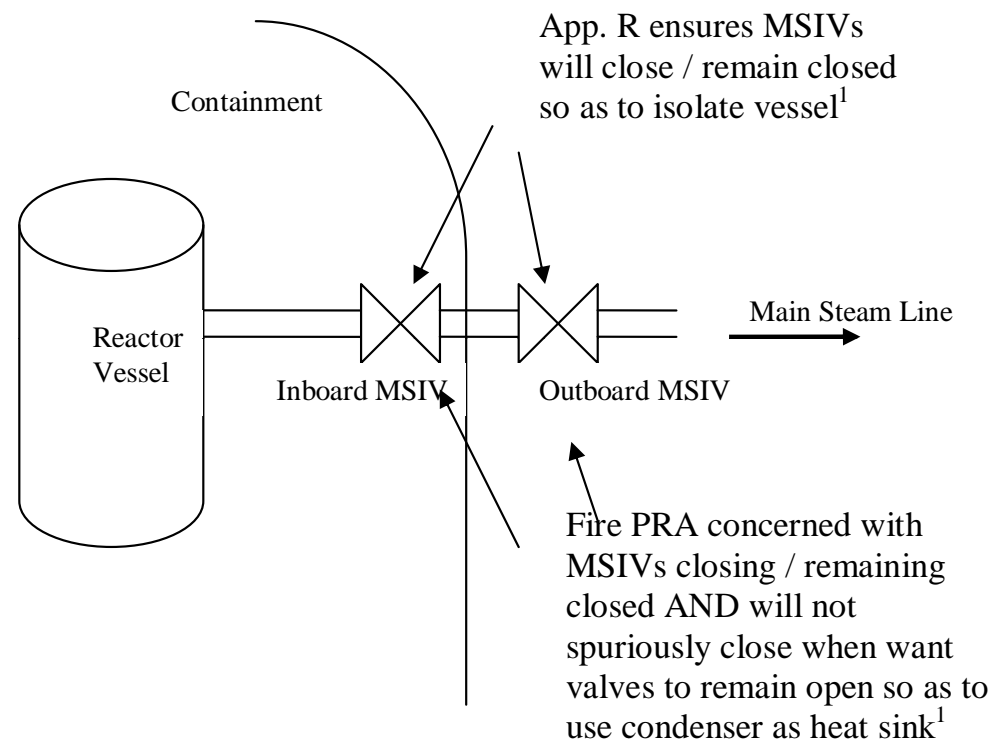 App. R ensures MSIVs
will close / remain closed
so as to isolate vessel¹
Containment
Main Steam Line
Reactor
Vessel
Inboard MSIV
Outboard MSIV
Fire PRA concerned with
MSIVs closing / remaining
closed AND will not
spuriously close when want
valves to remain open so as to
use condenser as heat sink¹